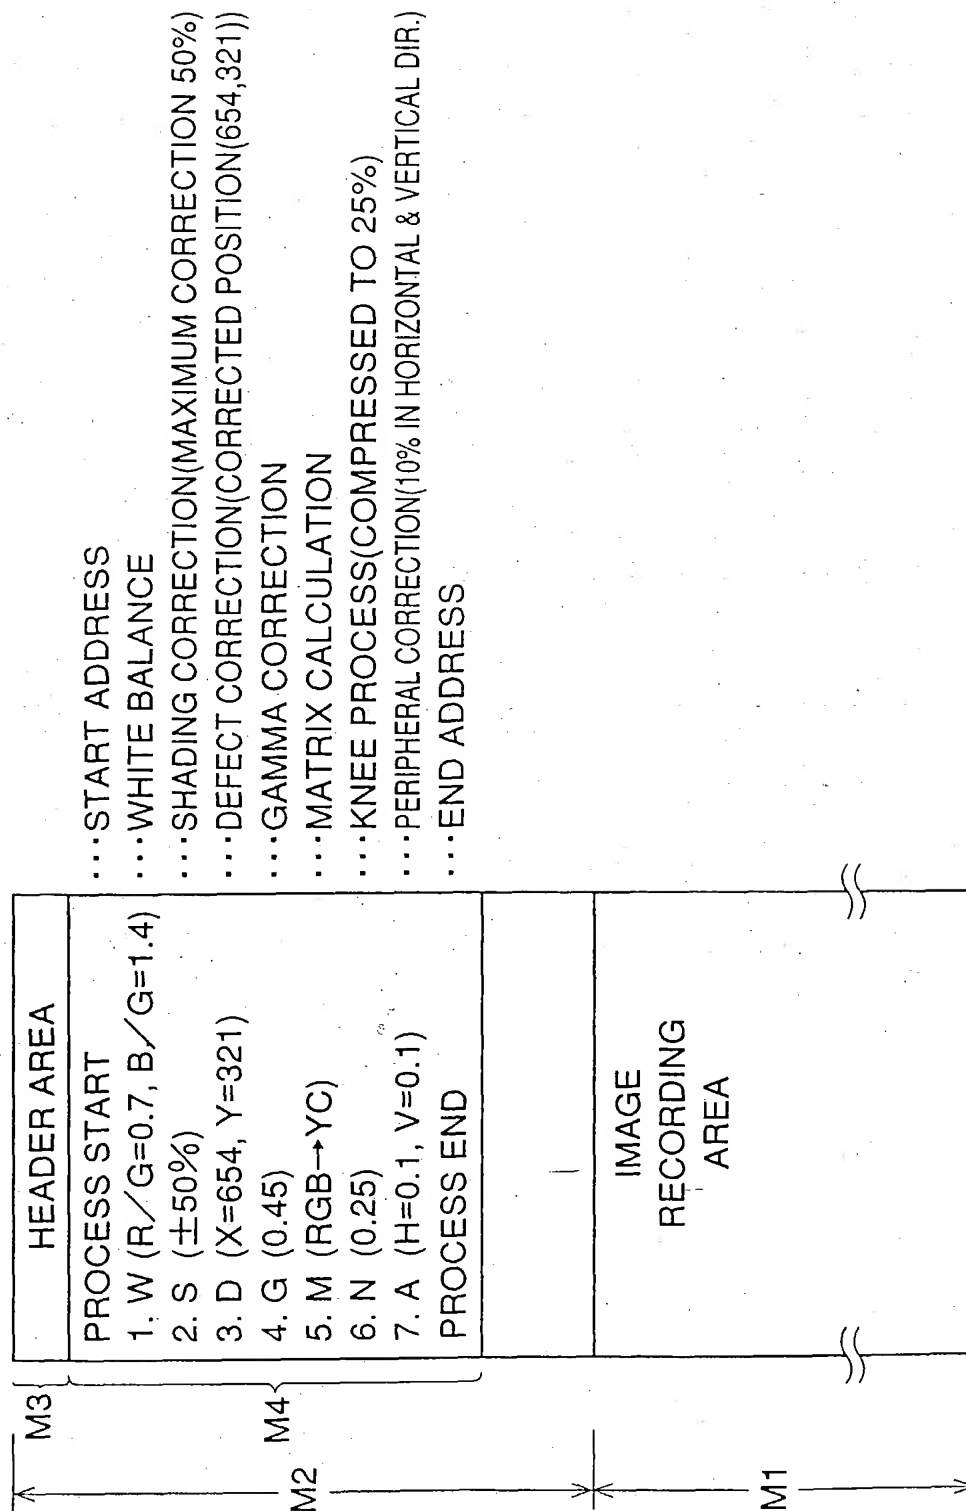 HEADER AREA
PROCESS START ···START ADDRESS
1. W (R/G=0.7, B/G=1.4) ···WHITE BALANCE
2. S (±50%) ···SHADING CORRECTION(MAXIMUM CORRECTION 50%)
3. D (X=654, Y=321) ···DEFECT CORRECTION(CORRECTED POSITION(654,321))
4. G (0.45) ···GAMMA CORRECTION
5. M (RGB→YC) ···MATRIX CALCULATION
6. N (0.25) ···KNEE PROCESS(COMPRESSED TO 25%)
7. A (H=0.1, V=0.1) ···PERIPHERAL CORRECTION(10% IN HORIZONTAL & VERTICAL DIR.)
PROCESS END ···END ADDRESS
IMAGE
RECORDING
AREA
M3
M4
M2
M1